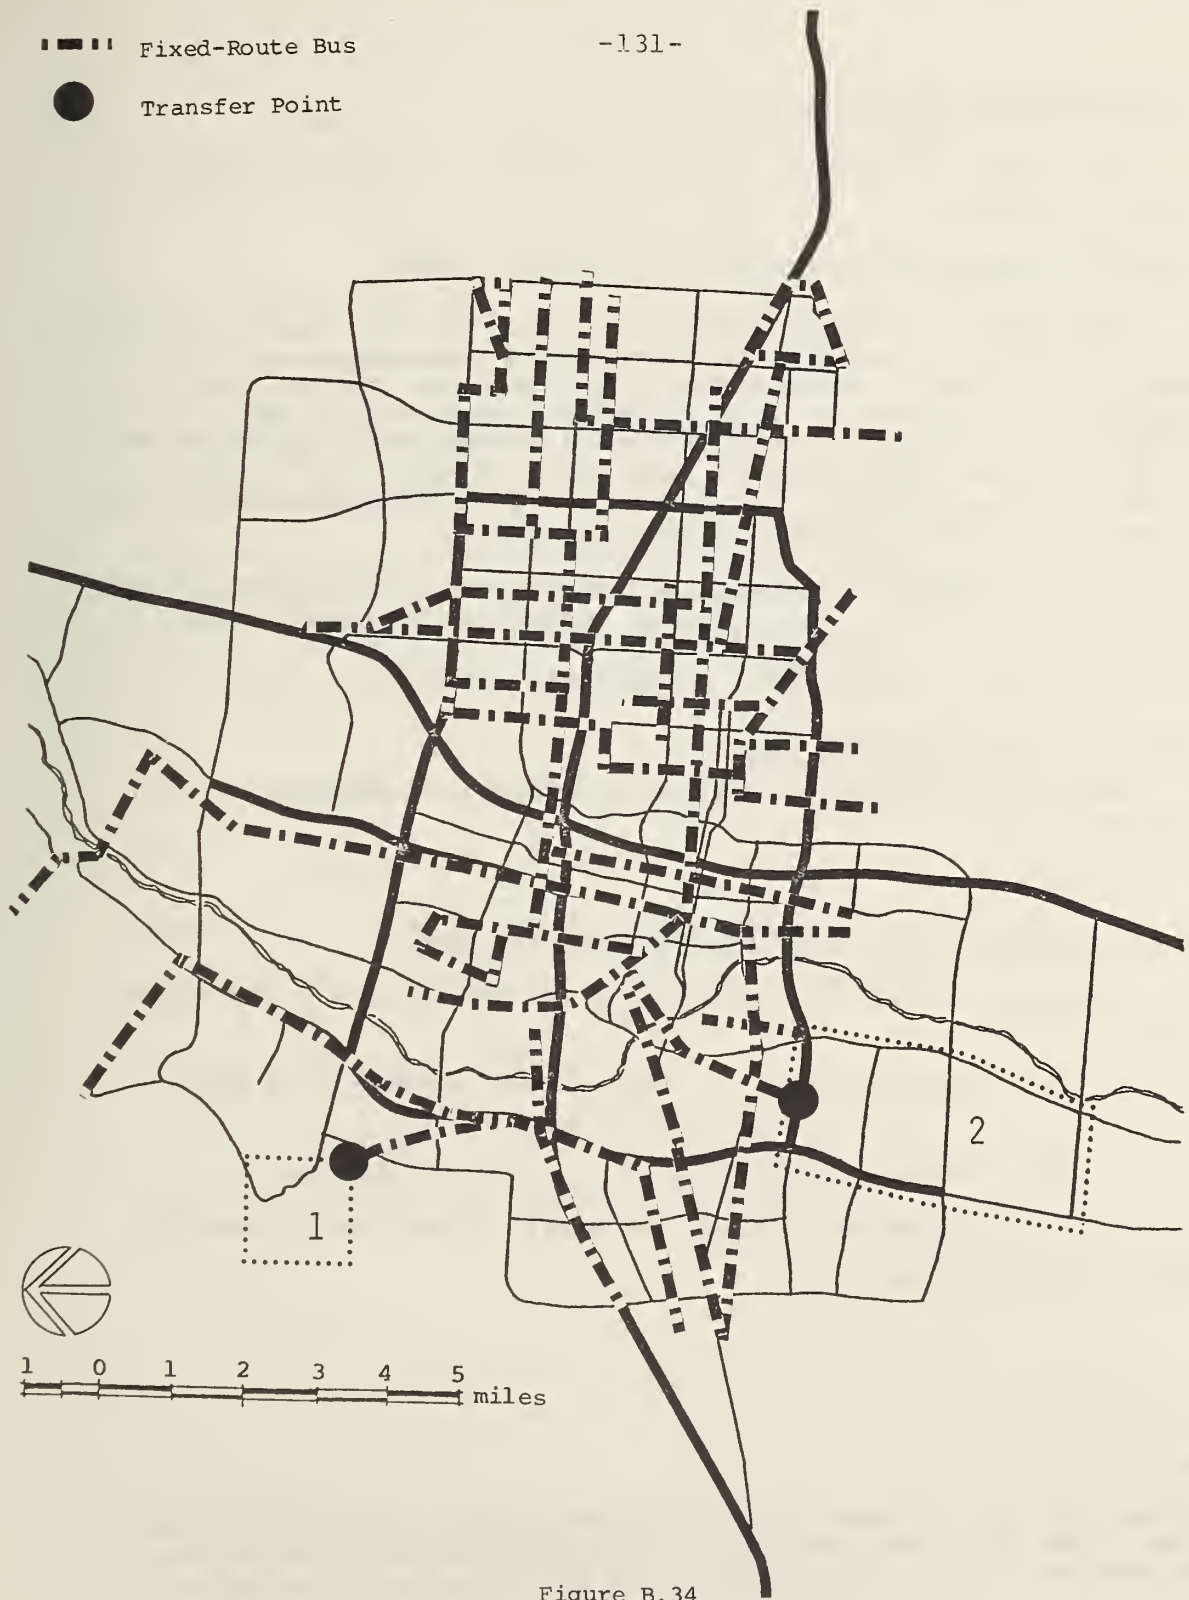 -131-
Fixed-Route Bus
Transfer Point
2
1
1 0 1 2 3 4 5
miles
Figure B.34